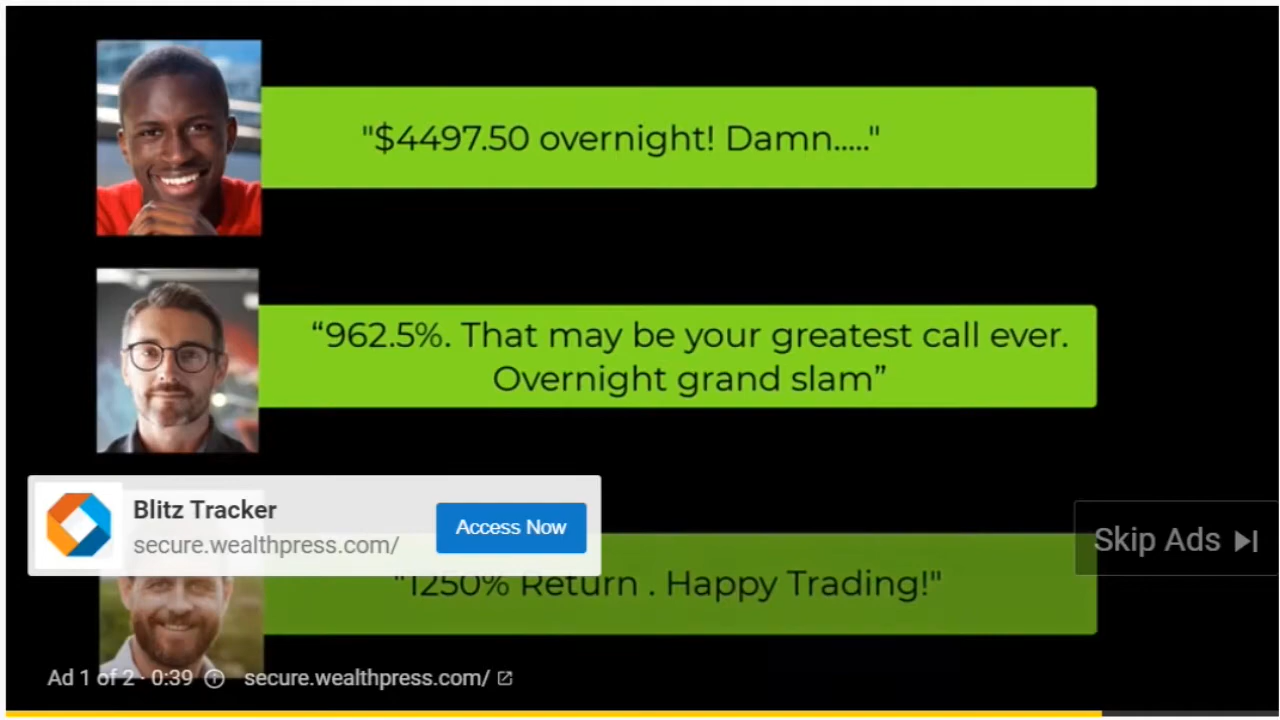 "$4497.50 overnight! Damn....."
“962.5%. That may be your greatest call ever.
Overnight grand slam”
Blitz Tracker
secure.wealthpress.com/
Access Now
Skip Ads
"1250% Return . Happy Trading!"
Ad 1 of 2 · 0:39 secure.wealthpress.com/